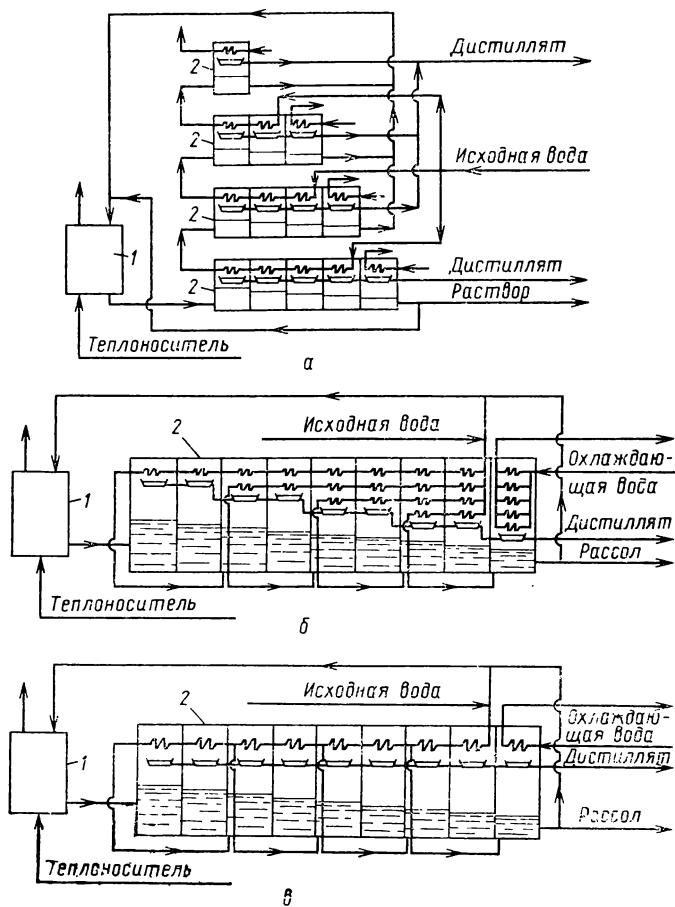 Дистиллят
2
2
Исходная вода
2
1
Дистиллят
2
Раствор
Теплоноситель
а
Исходная вода
2
Охлаждаю-
щая вода
1
Дистиллят
Рассол
Теплоноситель
б
Исходная вода
2
Охлаждаю-
щая вода
1
Дистиллят
Рассол
Теплоноситель
в